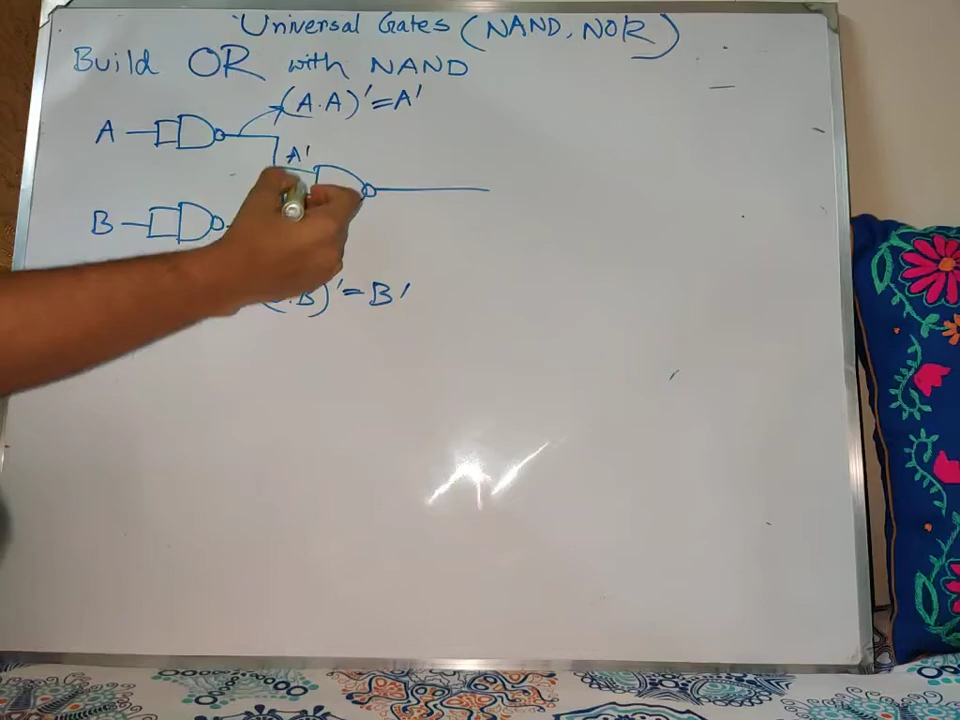 Universal Gates (NAND, NOR)
Build OR with NAND
(A.A)'=A'
A
A'
B
.B)'=B'